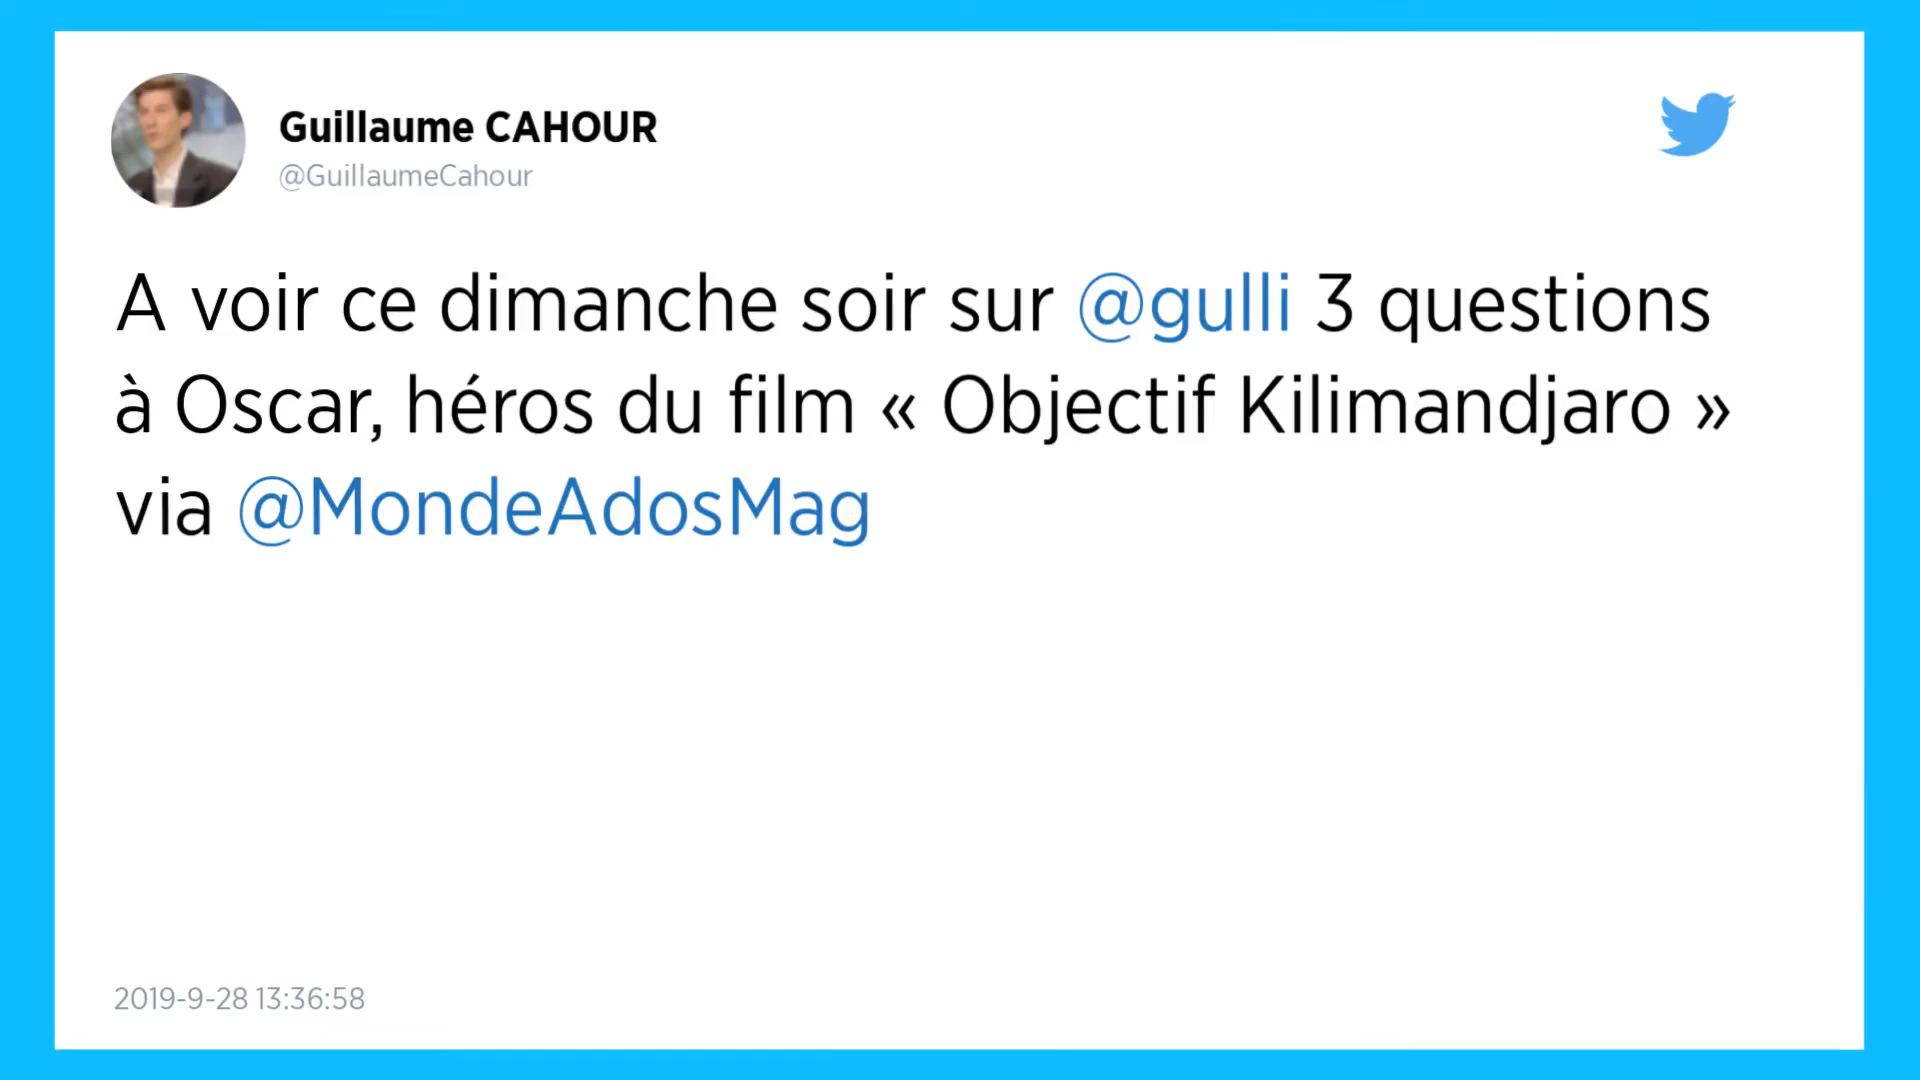 Guillaume CAHOUR
@GuillaumeCahour
A voir ce dimanche soir sur @gulli 3 questions
à Oscar, héros du film « Objectif Kilimandjaro »
via @MondeAdosMag
2019-9-28 13:36:58